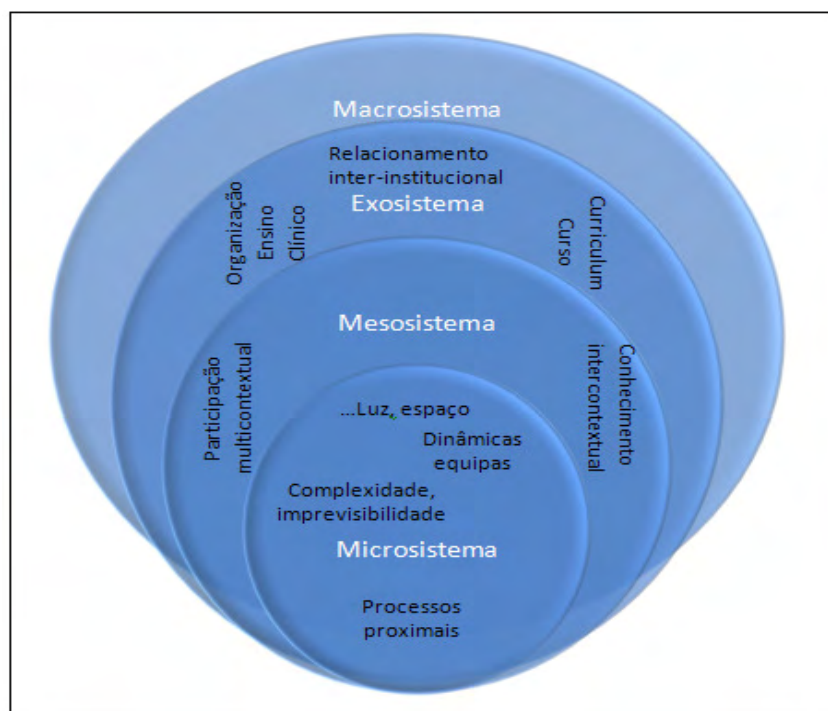 Macrosistema
Relacionamento
inter-institucional
Exosistema
Organização
Ensino
Clínico
Curriculum
Curso
Mesosistema
Participação
multicontextual
Conhecimento
intercontextual
...Luz, espaço
Dinâmicas
equipas
Complexidade,
imprevisibilidade
Microsistema
Processos
proximais